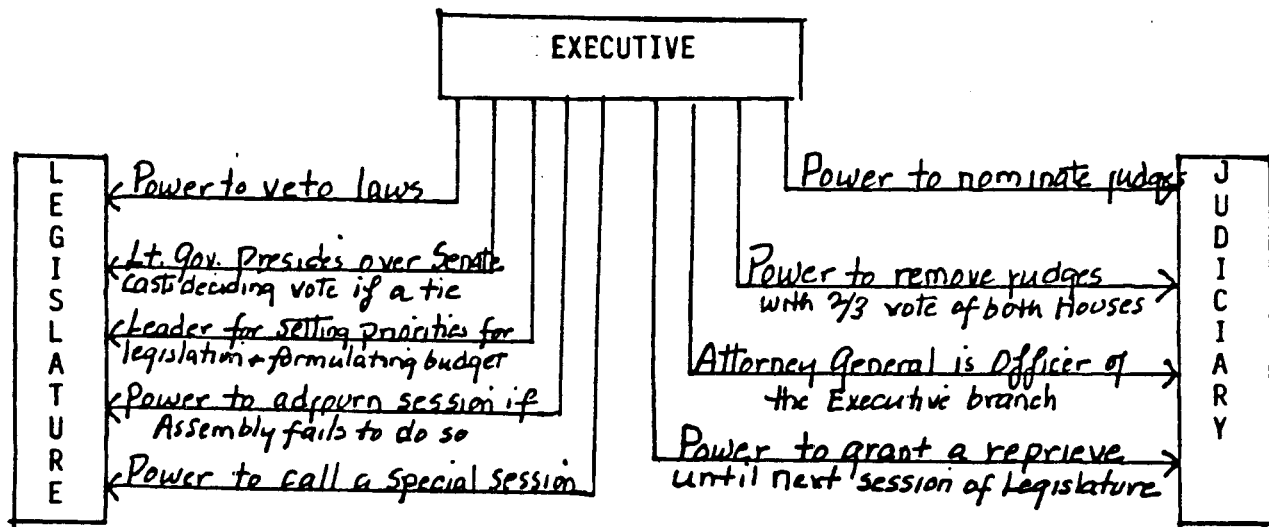 EXECUTIVE
LEGISLATURE
Power to veto laws
Lt. Gov. Presides over Senate
cast deciding vote if a tie
Leader for setting priorities for
legislation + formulating budget
Power to adjourn session if
Assembly fails to do so
Power to call a special session
Power to nominate judges
Power to remove judges
with 2/3 vote of both Houses
Attorney General is Officer of
the Executive branch
Power to grant a reprieve
until next session of Legislature
JUDICIARY